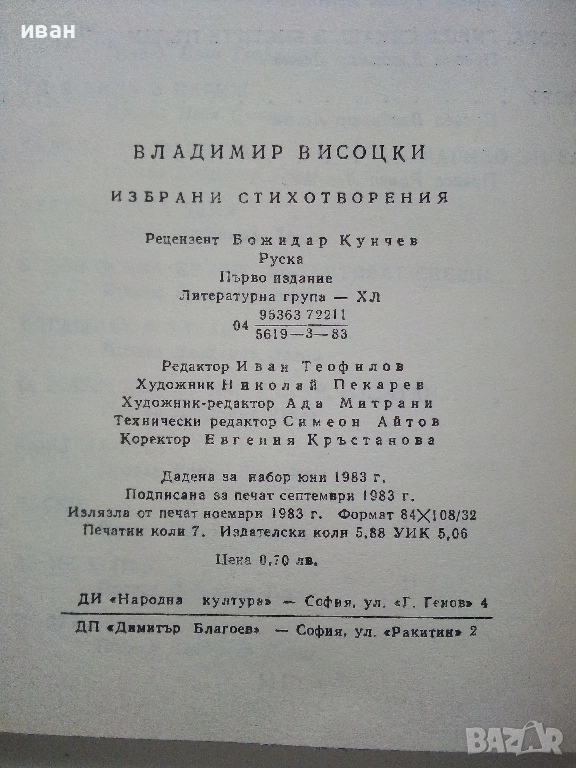 иван
ВЛАДИМИР ВИСОЦКИ
ИЗБРАНИ СТИХОТВОРЕНИЯ
Рецензент Божидар Кунчев
Руска
Първо издание
Литературна група — ХЛ
04 95363 72211
5619—3—83
Редактор Иван Теофилов
Художник Николай Пекарев
Художник-редактор Ада Митрани
Технически редактор Симеон Айтов
Коректор Евгения Кръстанова
Дадена за набор юни 1983 г.
Подписана за печат септември 1983 г.
Излязла от печат ноември 1983 г. Формат 84×108/32
Печатни коли 7. Издателски коли 5,88 УИК 5,06
Цена 0,70 лв.
ДИ «Народна култура» — София, ул. «Г. Генов» 4
ДП «Димитър Благоев» — София, ул. «Ракитин» 2
BAZAR